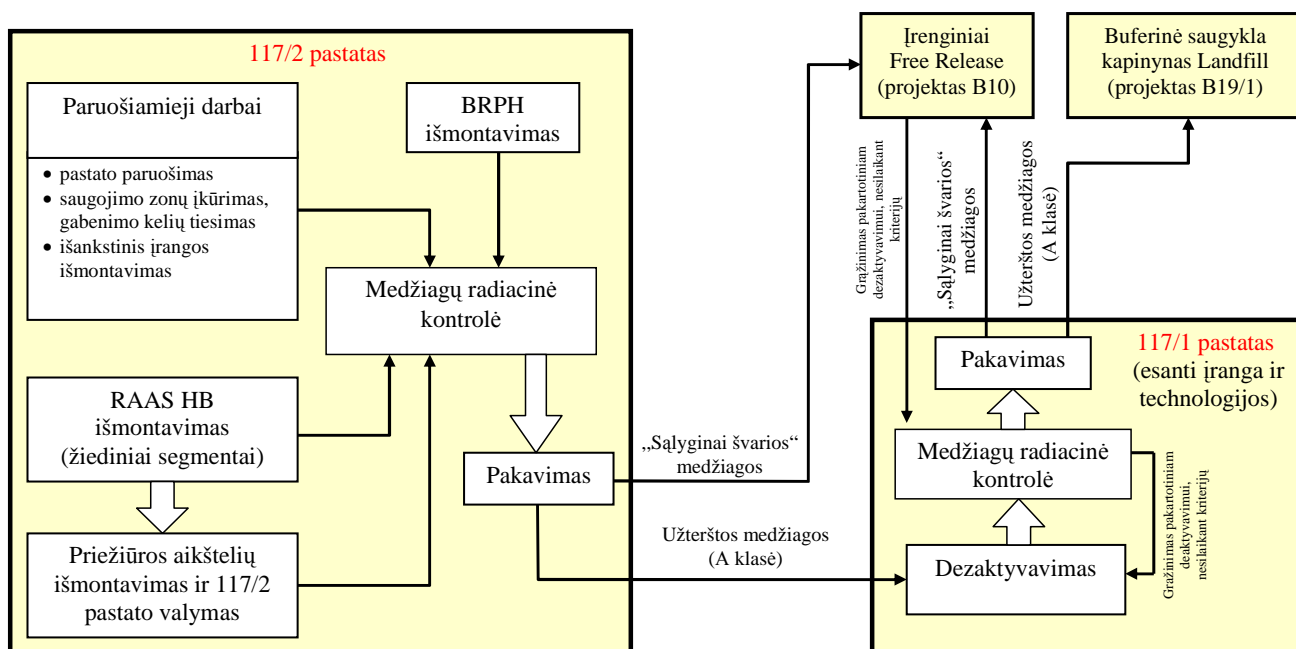 117/2 pastatas
Paruošiamieji darbai
• pastato paruošimas
• saugojimo zonų įkūrimas,
gabenimo kelių tiesimas
• išankstinis įrangos
išmontavimas
BRPH
išmontavimas
Medžiagų radiacinė
kontrolė
RAAS HB
išmontavimas
(žiediniai segmentai)
Pakavimas
Priežiūros aikštelių
išmontavimas ir 117/2
pastato valymas
„Sąlyginai švarios“
medžiagos
Užterštos medžiagos
(A klasė)
Įrenginiai
Free Release
(projektas B10)
Buferinė saugykla
kapinynas Landfill
(projektas B19/1)
Grąžinimas pakartotiniam
dezaktyvavimui, nesilaikant
kriterijų
„Sąlyginai švarios“
medžiagos
Užterštos medžiagos
(A klasė)
117/1 pastatas
(esanti įranga ir
technologijos)
Pakavimas
Medžiagų radiacinė
kontrolė
Dezaktyvavimas
Gražinimas pakartotiniam
deaktyvavimui,
nesilaikant kriterijų